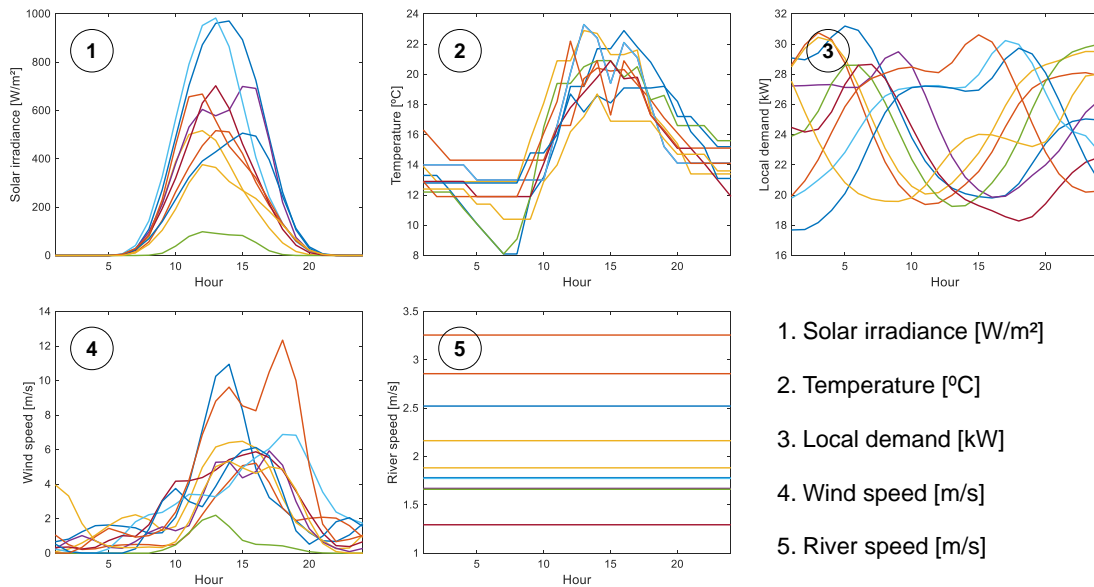 1
Solar irradiance [W/m²]
1000
800
600
400
200
0
5 10 15 20
Hour
2
Temperature [ºC]
24
22
20
18
16
14
12
10
8
5 10 15 20
Hour
3
Local demand [kW]
32
30
28
26
24
22
20
18
16
5 10 15 20
Hour
4
Wind speed [m/s]
14
12
10
8
6
4
2
0
5 10 15 20
Hour
5
River speed [m/s]
3.5
3
2.5
2
1.5
1
5 10 15 20
Hour
1. Solar irradiance [W/m²]
2. Temperature [ºC]
3. Local demand [kW]
4. Wind speed [m/s]
5. River speed [m/s]